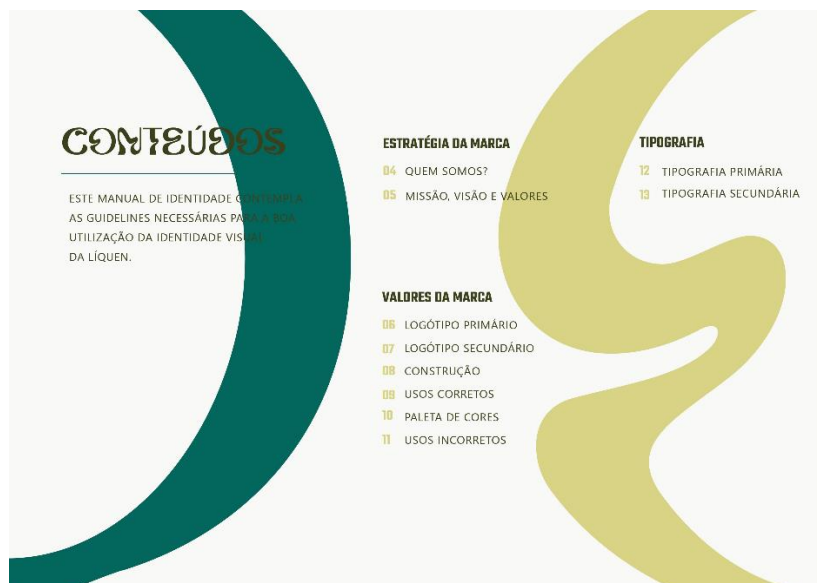 CONTEÚDOS
ESTE MANUAL DE IDENTIDADE CONTEMPLA
AS GUIDELINES NECESSÁRIAS PARA A BOA
UTILIZAÇÃO DA IDENTIDADE VISUAL
DA LÍQUEN.
ESTRATÉGIA DA MARCA
04 QUEM SOMOS?
05 MISSÃO, VISÃO E VALORES
VALORES DA MARCA
06 LOGÓTIPO PRIMÁRIO
07 LOGÓTIPO SECUNDÁRIO
08 CONSTRUÇÃO
09 USOS CORRETOS
10 PALETA DE CORES
11 USOS INCORRETOS
TIPOGRAFIA
12 TIPOGRAFIA PRIMÁRIA
13 TIPOGRAFIA SECUNDÁRIA